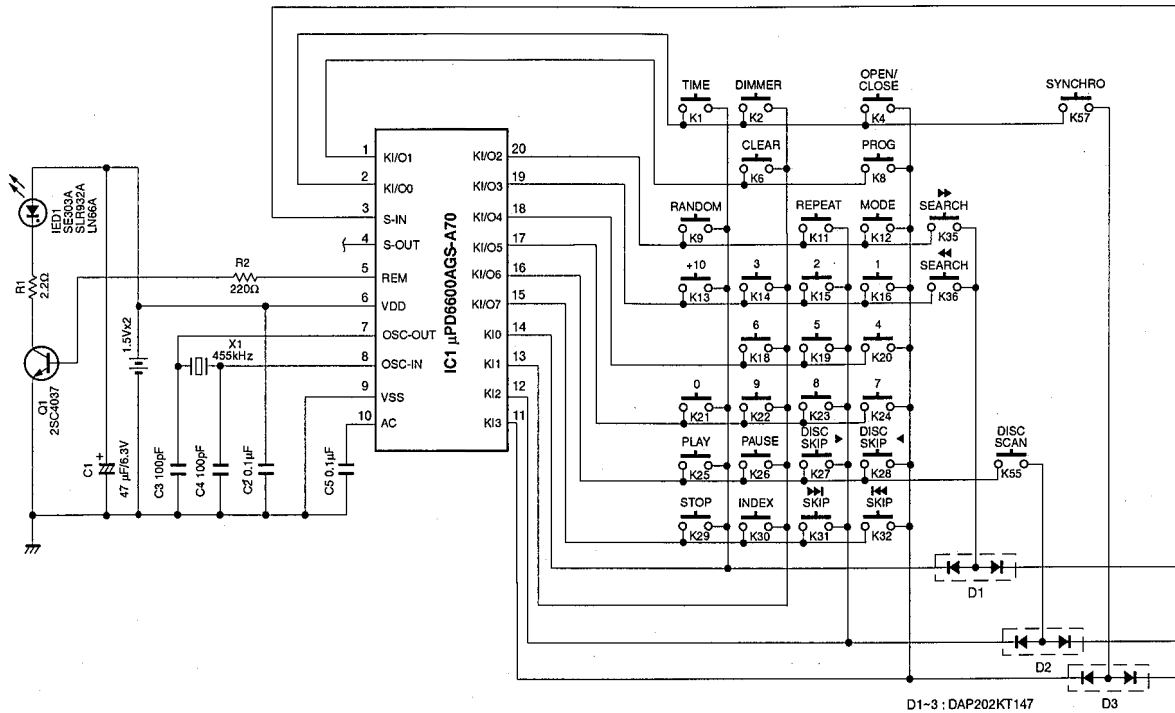 TIME
DIMMER
OPEN/
CLOSE
SYNCHRO
K1
K2
K4
K57
CLEAR
PROG
K6
K8
RANDOM
REPEAT
MODE
SEARCH
K9
K11
K12
K35
SEARCH
+10
3
2
1
K13
K14
K15
K16
K36
6
5
4
K18
K19
K20
0
9
8
7
K21
K22
K23
K24
PLAY
PAUSE
DISC
SKIP
DISC
SKIP
DISC
SCAN
K25
K26
K27
K28
K55
STOP
INDEX
SKIP
SKIP
K29
K30
K31
K32
IC1 μPD6600AGS-A70
1 KI/O1
2 KI/O0
3 S-IN
4 S-OUT
5 REM
6 VDD
7 OSC-OUT
8 OSC-IN
9 VSS
10 AC
KI/O2 20
KI/O3 19
KI/O4 18
KI/O5 17
KI/O6 16
KI/O7 15
KI0 14
KI1 13
KI2 12
KI3 11
IED1
SE303A
SLR932A
LN66A
R1
2.2Ω
R2
220Ω
1.5Vx2
X1
455kHz
Q1
2SC4037
C1
+
47 μF/6.3V
C3 100pF
C4 100pF
C2 0.1μF
C5 0.1μF
D1
D2
D3
D1~3 : DAP202KT147